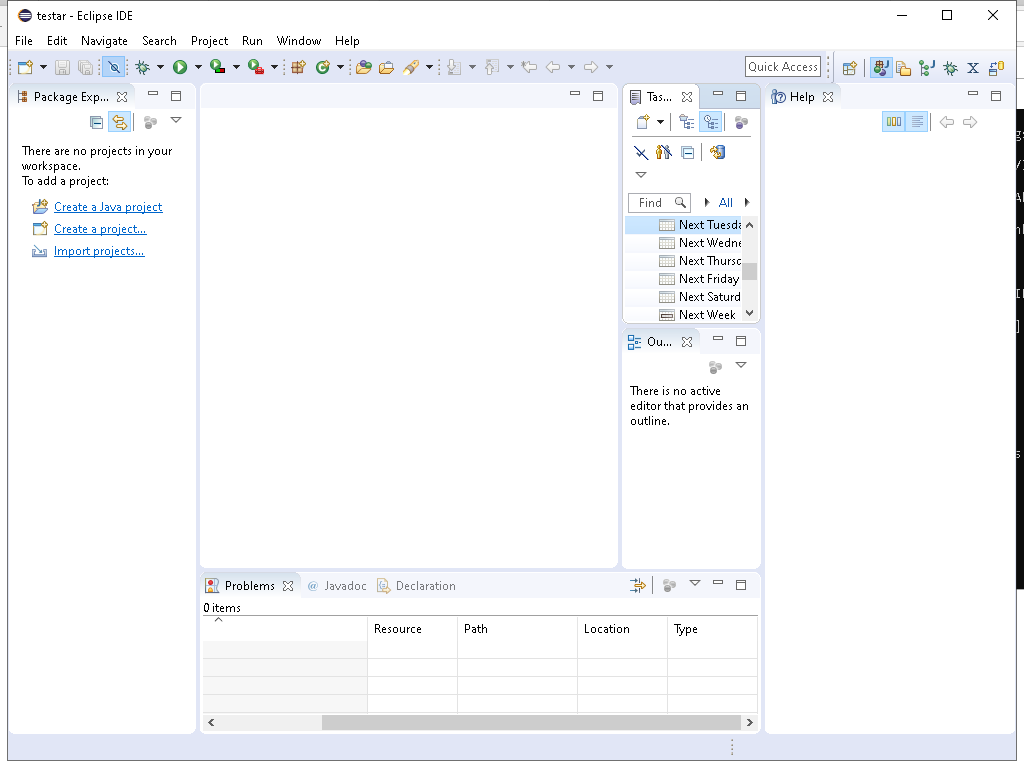 testar - Eclipse IDE
File Edit Navigate Search Project Run Window Help
Quick Access
Package Exp...
There are no projects in your
workspace.
To add a project:
Create a Java project
Create a project...
Import projects...
Tas...
Find
All
Next Tuesda
Next Wedne
Next Thursd
Next Friday
Next Saturd
Next Week
Ou...
There is no active
editor that provides an
outline.
Help
Problems @ Javadoc Declaration
0 items
Resource Path Location Type